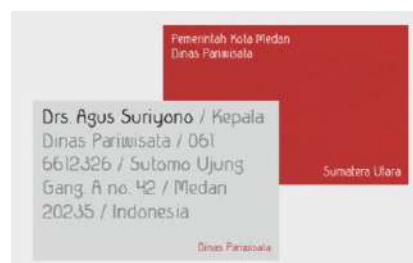 Pemerintah Kota Medan
Dinas Pariwisata
Sumatera Utara
Drs. Agus Suriyono / Kepala
Dinas Pariwisata / 061
6612326 / Sutomo Ujung
Gang. A no. 42 / Medan
20235 / Indonesia
Dinas Pariwisata